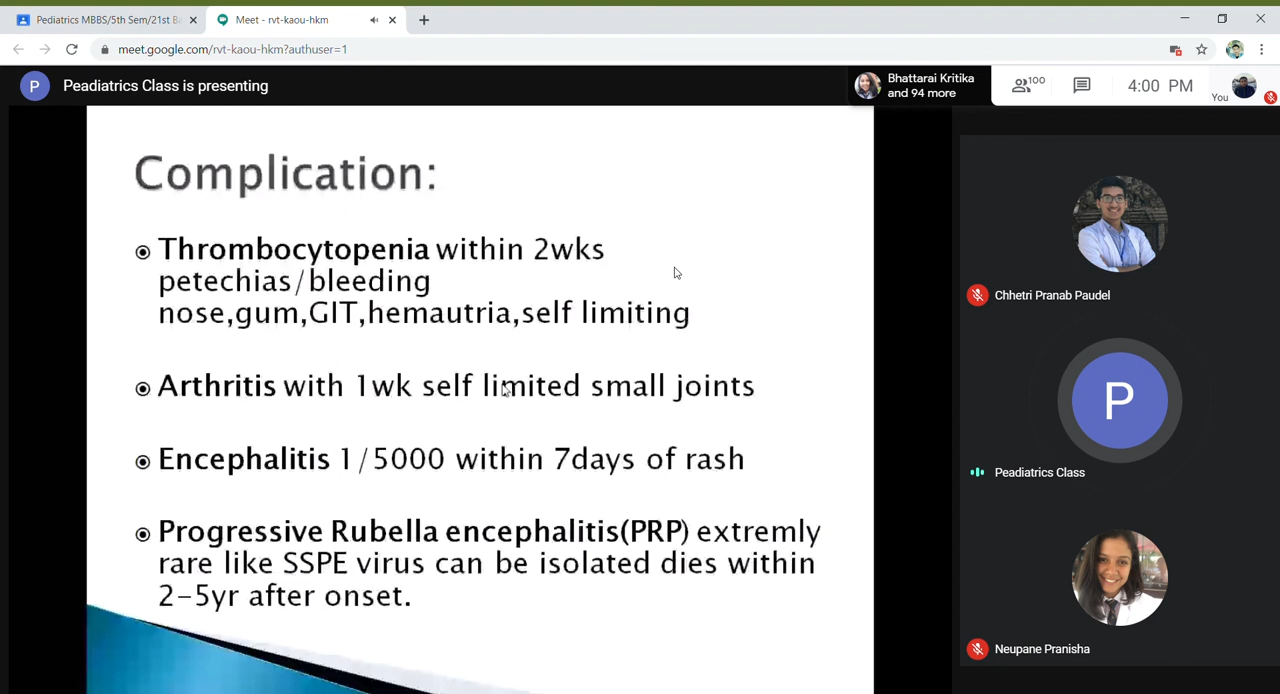 Pediatrics MBBS/5th Sem/21st B
Meet - rvt-kaou-hkm
meet.google.com/rvt-kaou-hkm?authuser=1
P
Peadiatrics Class is presenting
Bhattarai Kritika
and 94 more
100
4:00 PM
You
Complication:
Thrombocytopenia within 2wks
petechias/bleeding
nose,gum,GIT,hemautria,self limiting
Arthritis with 1wk self limited small joints
Encephalitis 1/5000 within 7days of rash
Progressive Rubella encephalitis(PRP) extremly
rare like SSPE virus can be isolated dies within
2-5yr after onset.
Chhetri Pranab Paudel
P
Peadiatrics Class
Neupane Pranisha